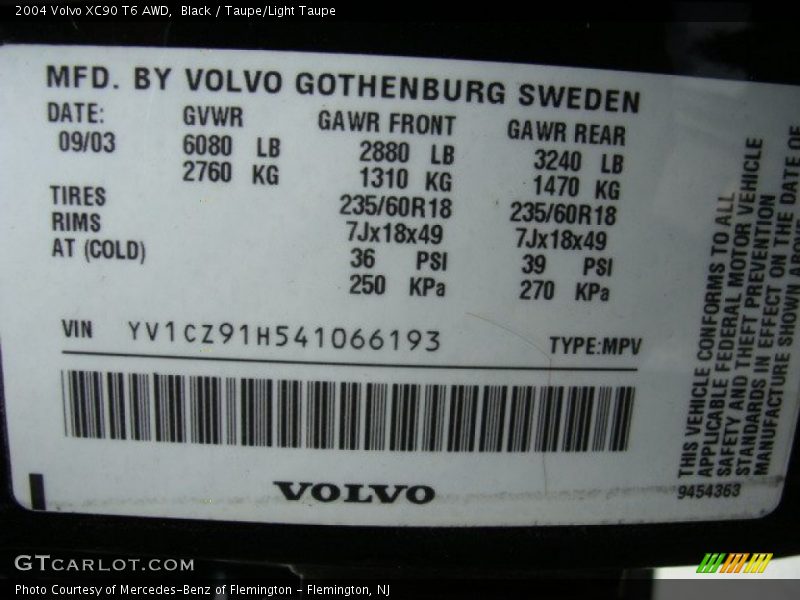 2004 Volvo XC90 T6 AWD,  Black / Taupe/Light Taupe
MFD. BY VOLVO GOTHENBURG SWEDEN
DATE: GVWR GAWR FRONT GAWR REAR
09/03 6080 LB 2880 LB 3240 LB
2760 KG 1310 KG 1470 KG
TIRES 235/60R18 235/60R18
RIMS 7Jx18x49 7Jx18x49
AT (COLD) 36 PSI 39 PSI
250 KPa 270 KPa
VIN YV1CZ91H541066193 TYPE:MPV
VOLVO
THIS VEHICLE CONFORMS TO ALL
APPLICABLE FEDERAL MOTOR VEHICLE
SAFETY AND THEFT PREVENTION
STANDARDS IN EFFECT ON THE DATE OF
MANUFACTURE SHOWN ABOVE
9454363
GTCARLOT.COM
Photo Courtesy of Mercedes-Benz of Flemington - Flemington, NJ